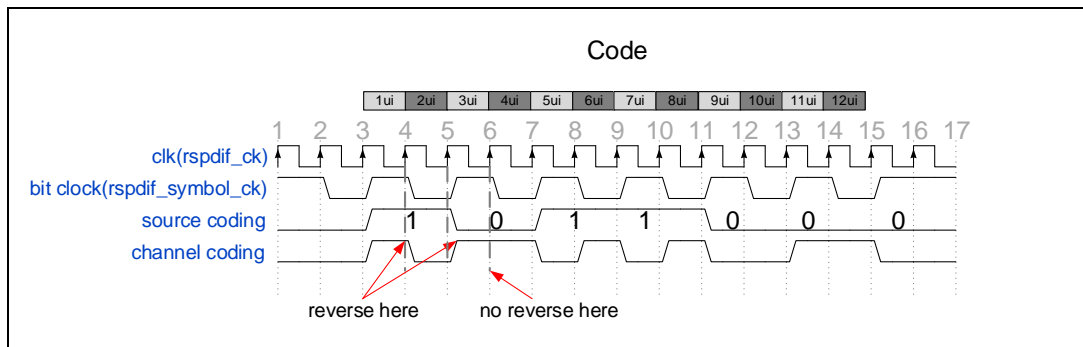 Code
1ui 2ui 3ui 4ui 5ui 6ui 7ui 8ui 9ui 10ui 11ui 12ui
1 2 3 4 5 6 7 8 9 10 11 12 13 14 15 16 17
clk(rspdif_ck)
bit clock(rspdif_symbol_ck)
source coding 1 0 1 1 0 0 0
channel coding
reverse here no reverse here